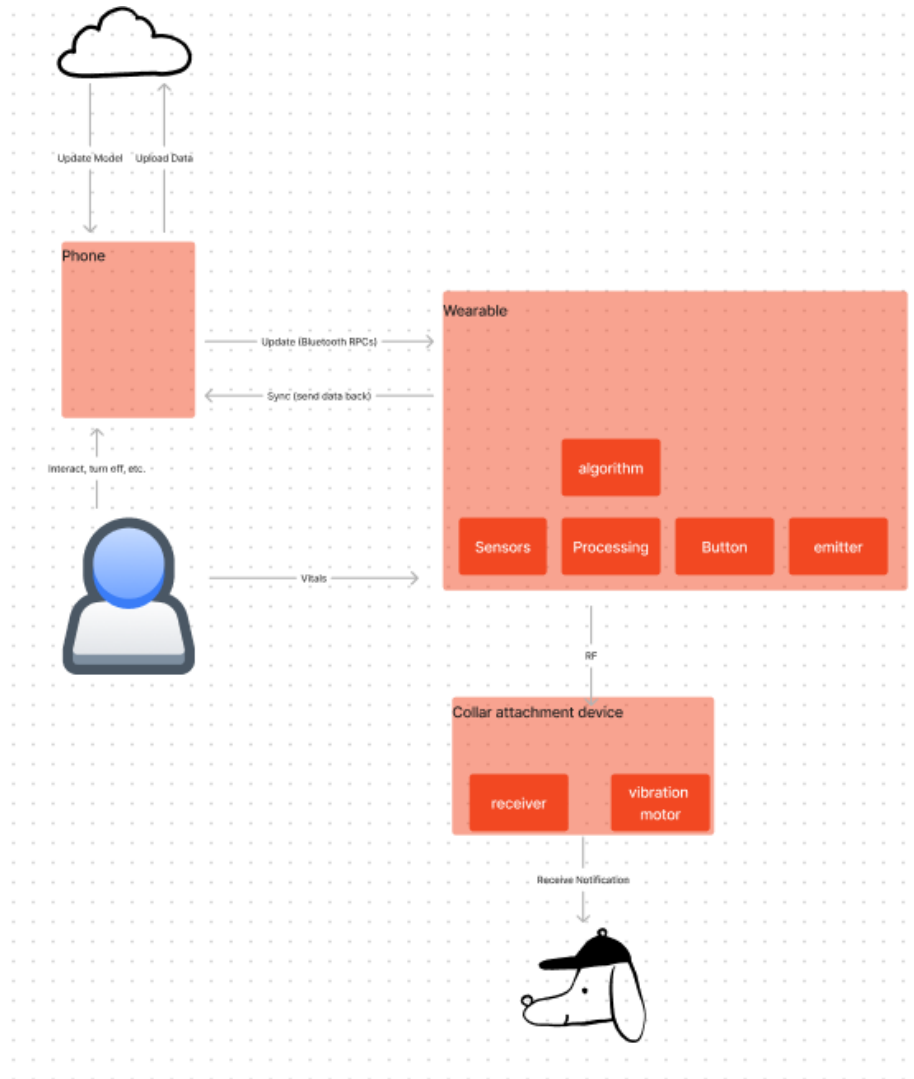 Update Model
Upload Data
Phone
Wearable
Update (Bluetooth RPCs)
Sync (send data back)
Interact, turn off, etc.
algorithm
Sensors
Processing
Button
emitter
Vitals
RF
Collar attachment device
receiver
vibration
motor
Receive Notification